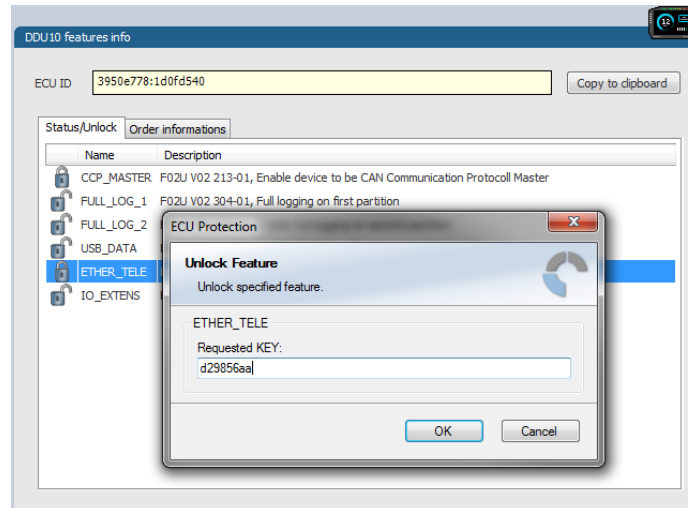 12
DDU10 features info
ECU ID 3950e778:1d0fd540 Copy to clipboard
Status/Unlock Order informations
Name Description
CCP_MASTER F02U V02 213-01, Enable device to be CAN Communication Protocoll Master
FULL_LOG_1 F02U V02 304-01, Full logging on first partition
FULL_LOG_2
ECU Protection
USB_DATA
Unlock Feature
ETHER_TELE
Unlock specified feature.
IO_EXTENS
ETHER_TELE
Requested KEY:
d29856aa
OK Cancel